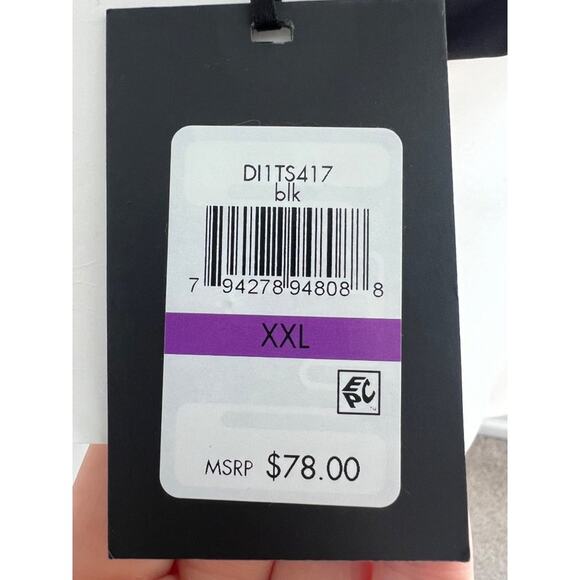 DI1TS417
blk
7 94278 94808 8
XXL
EPC
MSRP $78.00